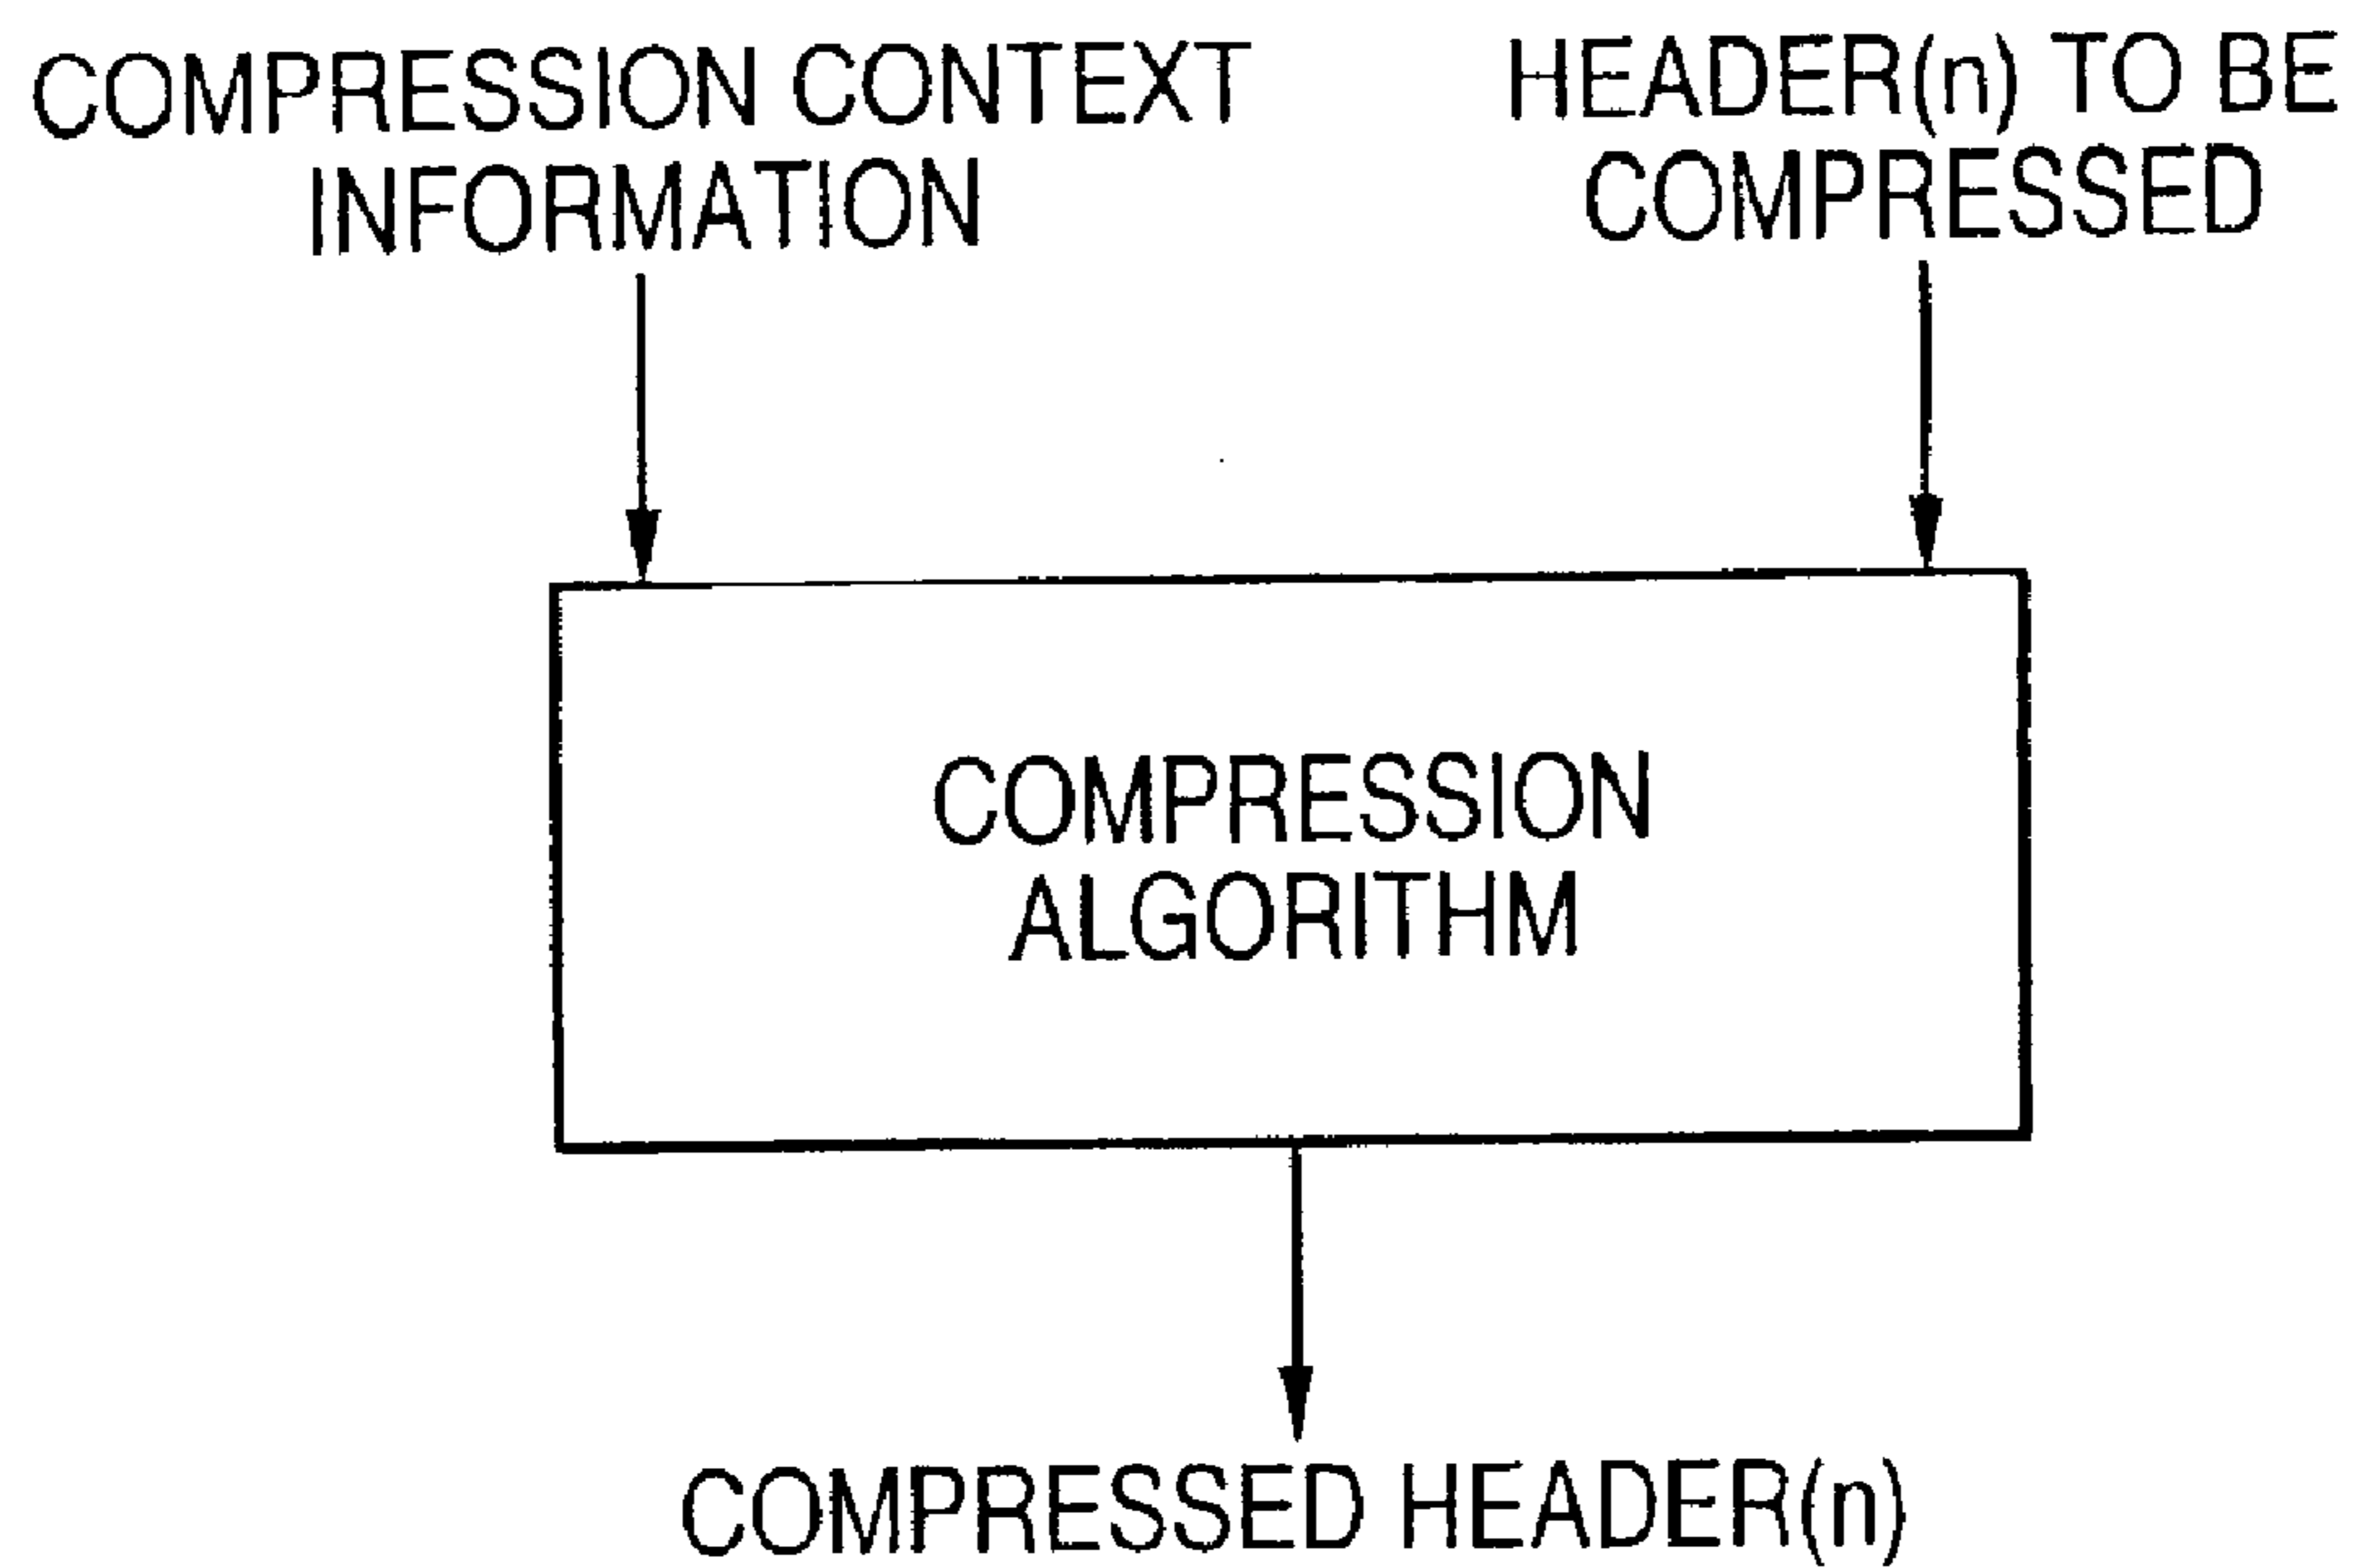 COMPRESSION CONTEXT
INFORMATION
HEADER(n) TO BE
COMPRESSED
COMPRESSION
ALGORITHM
COMPRESSED HEADER(n)